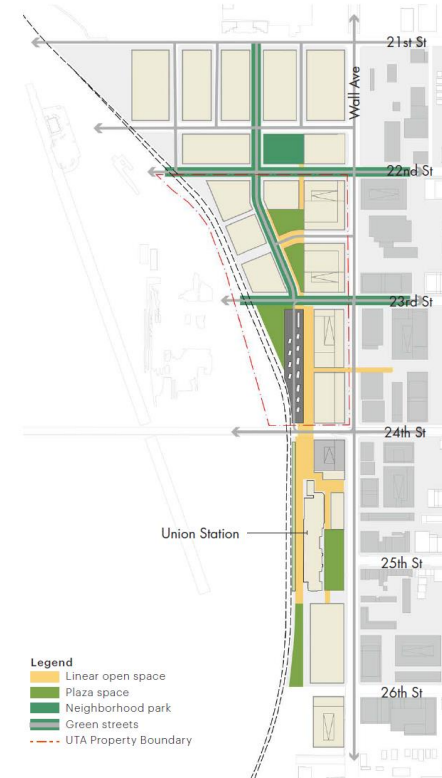 21st St
Wall Ave
22nd St
23rd St
24th St
Union Station
25th St
26th St
Legend
Linear open space
Plaza space
Neighborhood park
Green streets
UTA Property Boundary